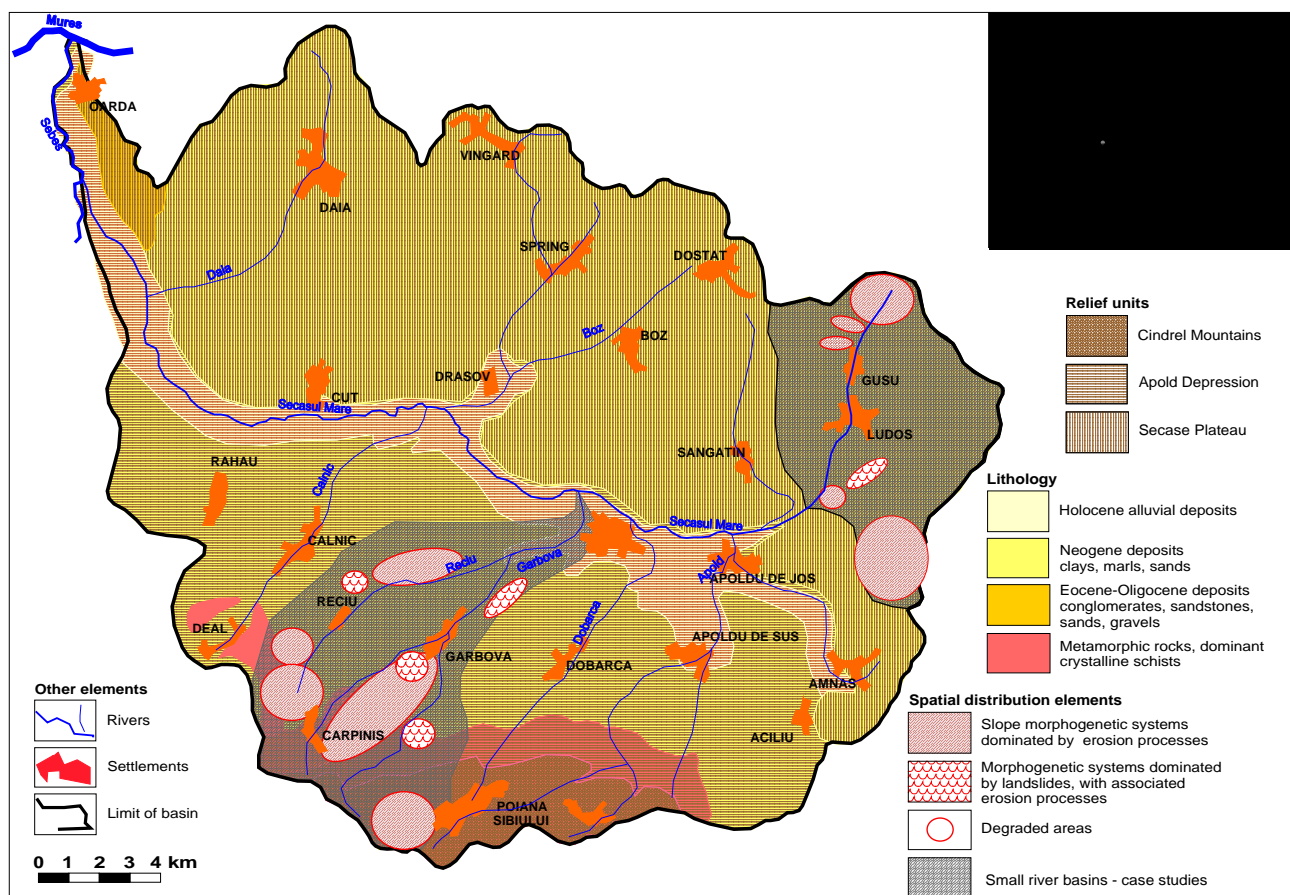 Mures
OARDA
Sebes
VINGARD
DAIA
SPRING
DOSTAT
Daia
Boz
BOZ
DRASOV
GUSU
CUT
Secasul Mare
LUDOS
RAHAU
Calnic
SANGATIN
Secasul Mare
CALNIC
Reciu
Garbova
Apold
APOLDU DE JOS
RECIU
DEAL
Dobarca
APOLDU DE SUS
GARBOVA
DOBARCA
AMNAS
CARPINIS
ACILIU
POIANA
SIBIULUI
Relief units
Cindrel Mountains
Apold Depression
Secase Plateau
Lithology
Holocene alluvial deposits
Neogene deposits
clays, marls, sands
Eocene-Oligocene deposits
conglomerates, sandstones,
sands, gravels
Metamorphic rocks, dominant
crystalline schists
Spatial distribution elements
Slope morphogenetic systems
dominated by erosion processes
Morphogenetic systems dominated
by landslides, with associated
erosion processes
Degraded areas
Small river basins - case studies
Other elements
Rivers
Settlements
Limit of basin
0 1 2 3 4 km